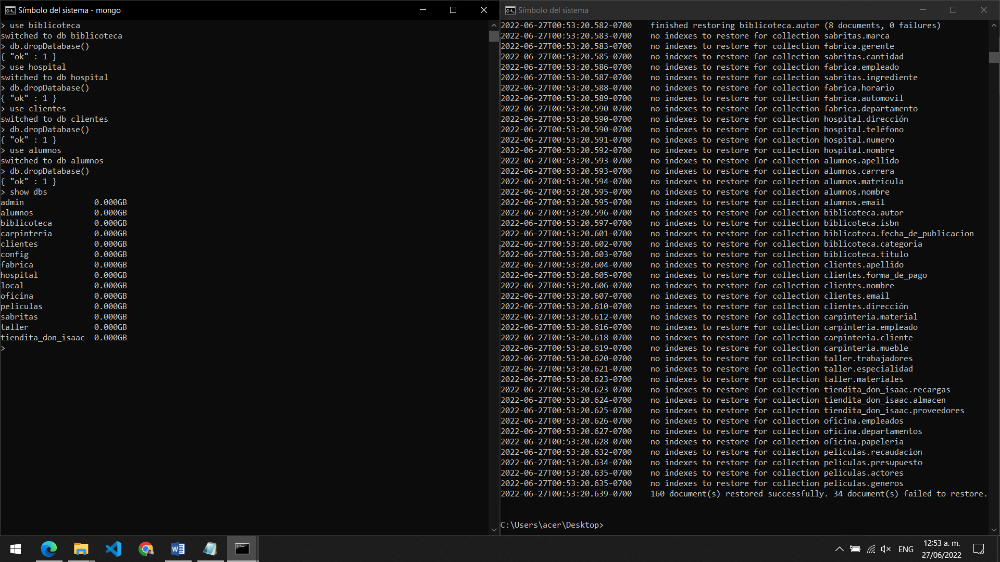 Símbolo del sistema - mongo
> use biblicoteca
switched to db biblicoteca
> db.dropDatabase()
{ "ok" : 1 }
> use hospital
switched to db hospital
> db.dropDatabase()
{ "ok" : 1 }
> use clientes
switched to db clientes
> db.dropDatabase()
{ "ok" : 1 }
> use alumnos
switched to db alumnos
> db.dropDatabase()
{ "ok" : 1 }
> show dbs
admin 0.000GB
alumnos 0.000GB
biblicoteca 0.000GB
carpinteria 0.000GB
clientes 0.000GB
config 0.000GB
fabrica 0.000GB
hospital 0.000GB
local 0.000GB
oficina 0.000GB
peliculas 0.000GB
sabritas 0.000GB
taller 0.000GB
tiendita_don_isaac 0.000GB
>
Símbolo del sistema
2022-06-27T00:53:20.582-0700 finished restoring biblicoteca.autor (8 documents, 0 failures)
2022-06-27T00:53:20.583-0700 no indexes to restore for collection sabritas.marca
2022-06-27T00:53:20.583-0700 no indexes to restore for collection fabrica.gerente
2022-06-27T00:53:20.585-0700 no indexes to restore for collection sabritas.cantidad
2022-06-27T00:53:20.586-0700 no indexes to restore for collection fabrica.empleado
2022-06-27T00:53:20.587-0700 no indexes to restore for collection sabritas.ingrediente
2022-06-27T00:53:20.588-0700 no indexes to restore for collection fabrica.horario
2022-06-27T00:53:20.589-0700 no indexes to restore for collection fabrica.automovil
2022-06-27T00:53:20.590-0700 no indexes to restore for collection fabrica.departamento
2022-06-27T00:53:20.590-0700 no indexes to restore for collection hospital.dirección
2022-06-27T00:53:20.590-0700 no indexes to restore for collection hospital.teléfono
2022-06-27T00:53:20.591-0700 no indexes to restore for collection hospital.numero
2022-06-27T00:53:20.592-0700 no indexes to restore for collection hospital.nombre
2022-06-27T00:53:20.593-0700 no indexes to restore for collection alumnos.apellido
2022-06-27T00:53:20.593-0700 no indexes to restore for collection alumnos.carrera
2022-06-27T00:53:20.594-0700 no indexes to restore for collection alumnos.matricula
2022-06-27T00:53:20.595-0700 no indexes to restore for collection alumnos.nombre
2022-06-27T00:53:20.595-0700 no indexes to restore for collection alumnos.email
2022-06-27T00:53:20.596-0700 no indexes to restore for collection biblicoteca.autor
2022-06-27T00:53:20.597-0700 no indexes to restore for collection biblicoteca.isbn
2022-06-27T00:53:20.601-0700 no indexes to restore for collection biblicoteca.fecha_de_publicacion
2022-06-27T00:53:20.602-0700 no indexes to restore for collection biblicoteca.categoria
2022-06-27T00:53:20.603-0700 no indexes to restore for collection biblicoteca.titulo
2022-06-27T00:53:20.604-0700 no indexes to restore for collection clientes.apellido
2022-06-27T00:53:20.605-0700 no indexes to restore for collection clientes.forma_de_pago
2022-06-27T00:53:20.606-0700 no indexes to restore for collection clientes.nombre
2022-06-27T00:53:20.607-0700 no indexes to restore for collection clientes.email
2022-06-27T00:53:20.610-0700 no indexes to restore for collection clientes.dirección
2022-06-27T00:53:20.612-0700 no indexes to restore for collection carpinteria.material
2022-06-27T00:53:20.616-0700 no indexes to restore for collection carpinteria.empleado
2022-06-27T00:53:20.618-0700 no indexes to restore for collection carpinteria.cliente
2022-06-27T00:53:20.619-0700 no indexes to restore for collection carpinteria.mueble
2022-06-27T00:53:20.620-0700 no indexes to restore for collection taller.trabajadores
2022-06-27T00:53:20.621-0700 no indexes to restore for collection taller.especialidad
2022-06-27T00:53:20.623-0700 no indexes to restore for collection taller.materiales
2022-06-27T00:53:20.623-0700 no indexes to restore for collection tiendita_don_isaac.recargas
2022-06-27T00:53:20.624-0700 no indexes to restore for collection tiendita_don_isaac.almacen
2022-06-27T00:53:20.625-0700 no indexes to restore for collection tiendita_don_isaac.proveedores
2022-06-27T00:53:20.626-0700 no indexes to restore for collection oficina.empleados
2022-06-27T00:53:20.627-0700 no indexes to restore for collection oficina.departamentos
2022-06-27T00:53:20.628-0700 no indexes to restore for collection oficina.papeleria
2022-06-27T00:53:20.632-0700 no indexes to restore for collection peliculas.recaudacion
2022-06-27T00:53:20.634-0700 no indexes to restore for collection peliculas.presupuesto
2022-06-27T00:53:20.635-0700 no indexes to restore for collection peliculas.actores
2022-06-27T00:53:20.635-0700 no indexes to restore for collection peliculas.generos
2022-06-27T00:53:20.639-0700 160 document(s) restored successfully. 34 document(s) failed to restore.
C:\Users\acer\Desktop>
ENG
12:53 a. m.
27/06/2022